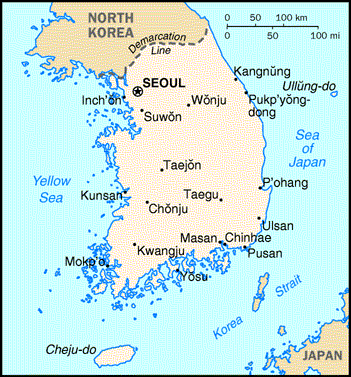 NORTH
KOREA
0 50 100 km
0 50 100 mi
Demarcation
Line
SEOUL
Kangnŭng
Ullŭng-do
Inch'ŏn
Wŏnju
Pukp'yŏng-
dong
Suwŏn
Sea
of
Japan
Taejŏn
Yellow
Sea
P'ohang
Kunsan
Taegu
Chŏnju
Ulsan
Masan
Chinhae
Kwangju
Pusan
Mokp'o
Yŏsu
Korea Strait
Cheju-do
JAPAN